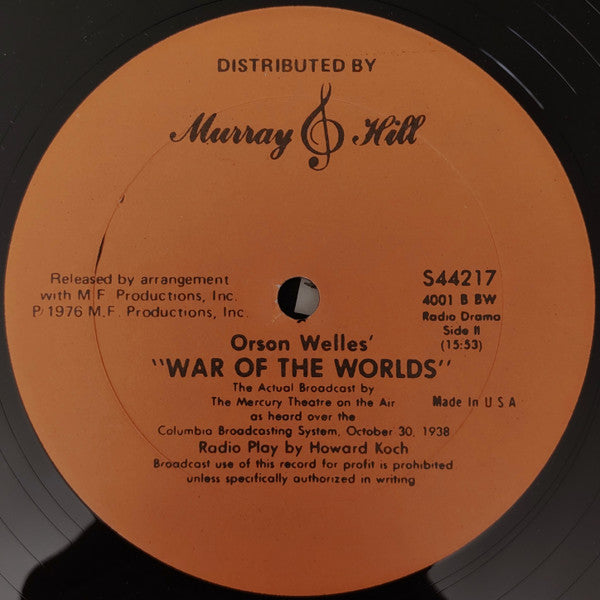 DISTRIBUTED BY
Murray Hill
Released by arrangement
with M.F. Productions, Inc.
P 1976 M.F. Productions, Inc.
S44217
4001 B BW
Radio Drama
Side II
(15:53)
Orson Welles'
"WAR OF THE WORLDS"
The Actual Broadcast by
The Mercury Theatre on the Air
as heard over the
Columbia Broadcasting System, October 30, 1938
Made In U S A
Radio Play by Howard Koch
Broadcast use of this record for profit is prohibited
unless specifically authorized in writing